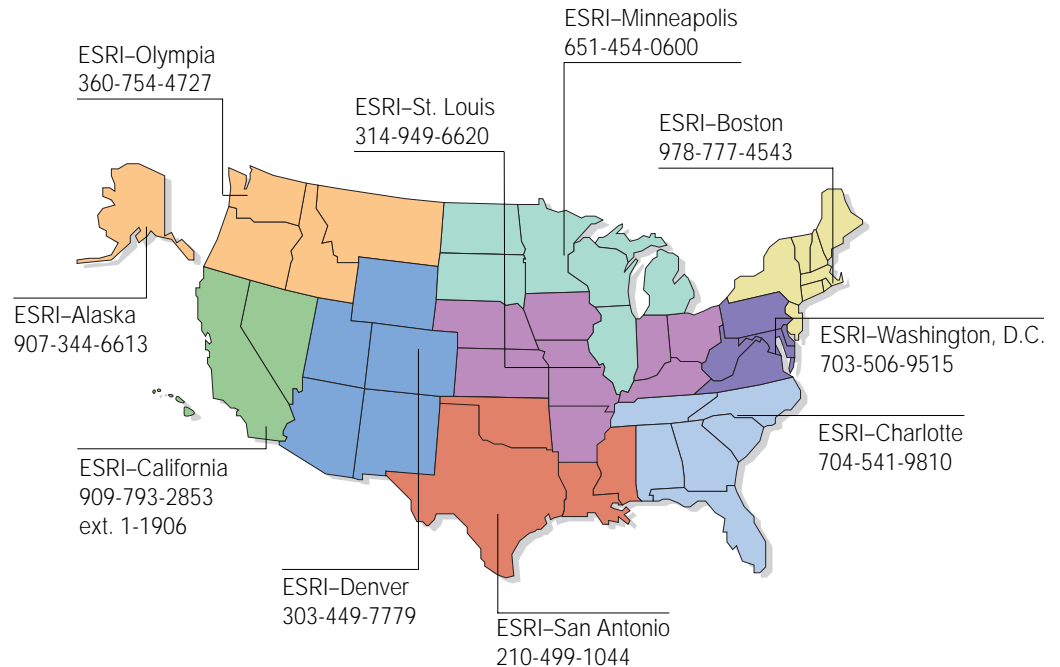 ESRI–Minneapolis
651-454-0600
ESRI–Olympia
360-754-4727
ESRI–St. Louis
314-949-6620
ESRI–Boston
978-777-4543
ESRI–Alaska
907-344-6613
ESRI–Washington, D.C.
703-506-9515
ESRI–Charlotte
704-541-9810
ESRI–California
909-793-2853
ext. 1-1906
ESRI–Denver
303-449-7779
ESRI–San Antonio
210-499-1044